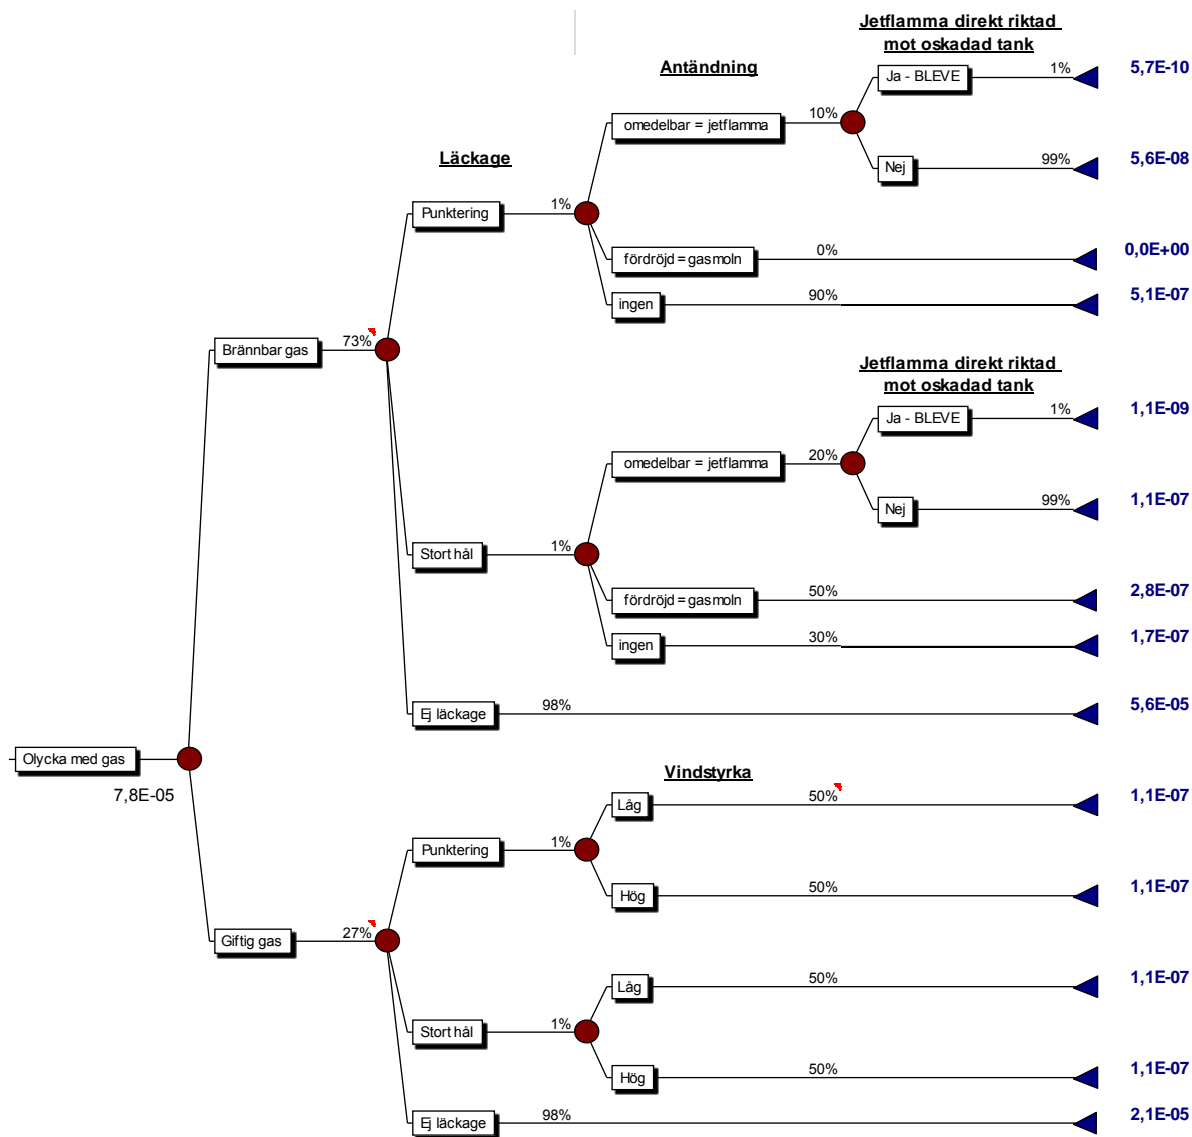 Jetflamma direkt riktad
mot oskadad tank
Antändning
Ja - BLEVE 1% 5,7E-10
omedelbar = jetflamma 10%
Läckage
Nej 99% 5,6E-08
Punktering 1%
fördröjd = gasmoln 0% 0,0E+00
ingen 90% 5,1E-07
Brännbar gas 73%
Jetflamma direkt riktad
mot oskadad tank
Ja - BLEVE 1% 1,1E-09
omedelbar = jetflamma 20%
Nej 99% 1,1E-07
Stort hål 1%
fördröjd = gasmoln 50% 2,8E-07
ingen 30% 1,7E-07
Ej läckage 98% 5,6E-05
Olycka med gas
7,8E-05
Vindstyrka
Låg 50% 1,1E-07
Punktering 1%
Hög 50% 1,1E-07
Giftig gas 27%
Låg 50% 1,1E-07
Stort hål 1%
Hög 50% 1,1E-07
Ej läckage 98% 2,1E-05